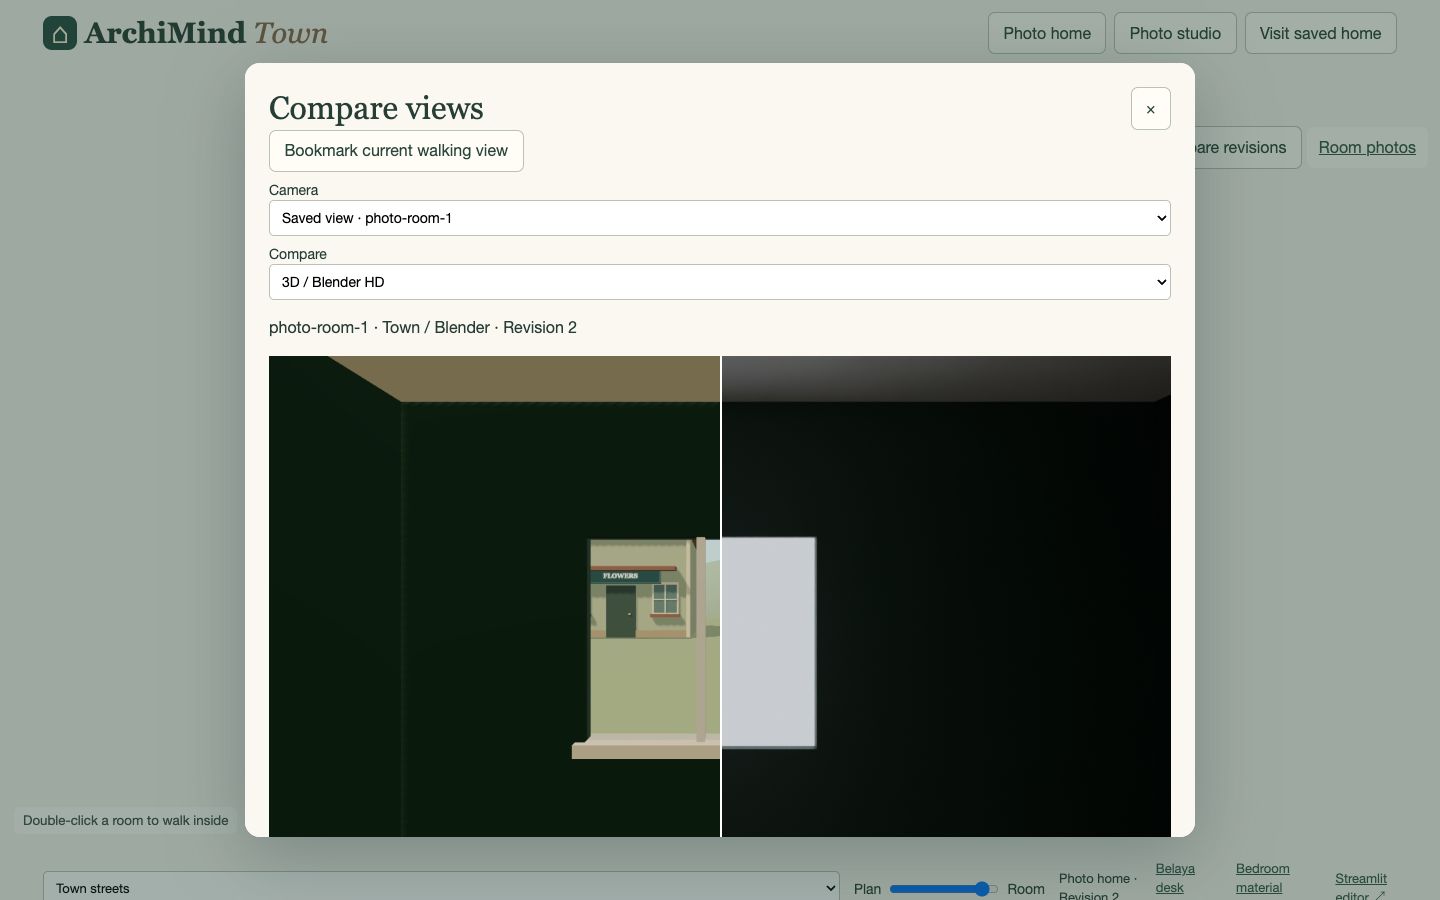 ArchiMind Town
Photo home
Photo studio
Visit saved home
Compare views
×
Bookmark current walking view
are revisions
Room photos
Camera
Saved view · photo-room-1
Compare
3D / Blender HD
photo-room-1 · Town / Blender · Revision 2
FLOWERS
Double-click a room to walk inside
Town streets
Plan
Room
Photo home ·
Revision 2
Belaya
desk
Bedroom
material
Streamlit
editor ↗